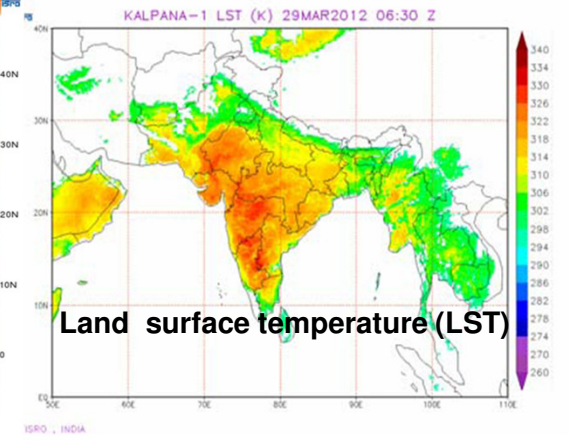 KALPANA-1 LST (K) 29MAR2012 06:30 Z
40N
30N
20N
10N
0
40N
30N
20N
10N
EQ
50E 60E 70E 80E 90E 100E 110E
340
334
330
326
322
318
314
310
306
302
298
294
290
286
282
278
274
270
260
Land surface temperature (LST)
ISRO , INDIA